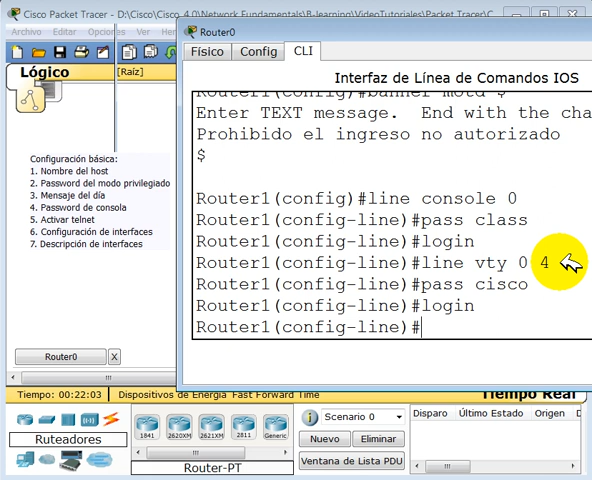 Cisco Packet Tracer - D:\Cisco\Cisco_4.0\Network Fundamentals\B-learning\VideoTutoriales\Packet Tracer\C
Archivo Editar Opciones Ver Her
Router0
Físico Config CLI
Lógico [Raíz]
Interfaz de Línea de Comandos IOS
Router1(config)#banner motd $
Enter TEXT message. End with the cha
Prohibido el ingreso no autorizado
$
Router1(config)#line console 0
Router1(config-line)#pass class
Router1(config-line)#login
Router1(config-line)#line vty 0 4
Router1(config-line)#pass cisco
Router1(config-line)#login
Router1(config-line)#
Configuración básica:
1. Nombre del host
2. Password del modo privilegiado
3. Mensaje del día
4. Password de consola
5. Activar telnet
6. Configuración de interfaces
7. Descripción de interfaces
Router0 X
Tiempo: 00:22:03 Dispositivos de Energía Fast Forward Time Tiempo Real
Ruteadores
1841 2620XM 2621XM 2811 Generic
Router-PT
Scenario 0
Nuevo Eliminar
Ventana de Lista PDU
Disparo Último Estado Origen D